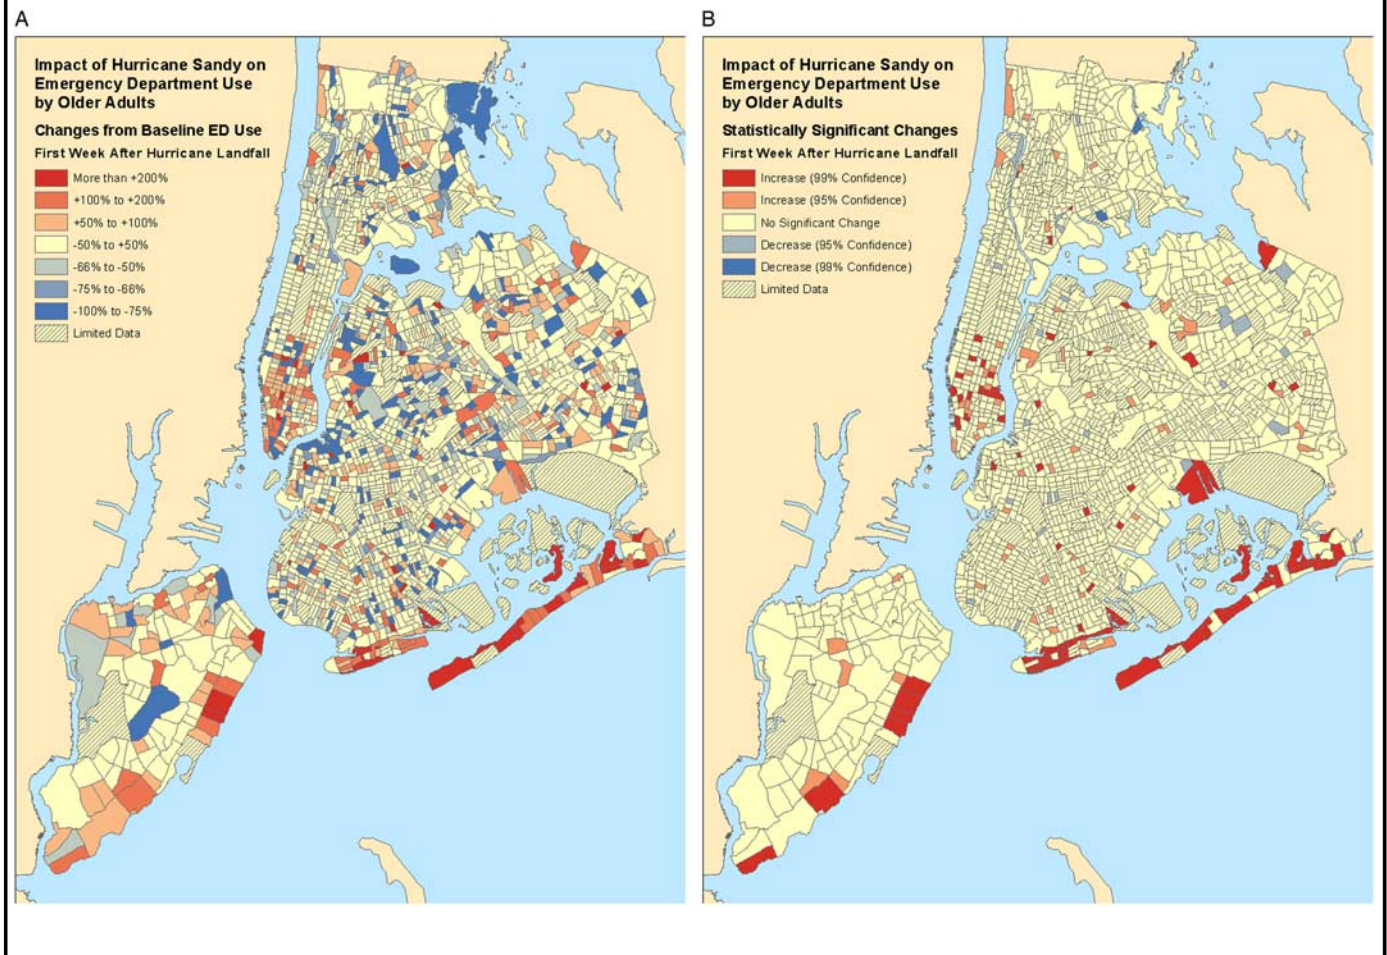 A
Impact of Hurricane Sandy on
Emergency Department Use
by Older Adults
Changes from Baseline ED Use
First Week After Hurricane Landfall
More than +200%
+100% to +200%
+50% to +100%
-50% to +50%
-66% to -50%
-75% to -66%
-100% to -75%
Limited Data
B
Impact of Hurricane Sandy on
Emergency Department Use
by Older Adults
Statistically Significant Changes
First Week After Hurricane Landfall
Increase (99% Confidence)
Increase (95% Confidence)
No Significant Change
Decrease (95% Confidence)
Decrease (99% Confidence)
Limited Data